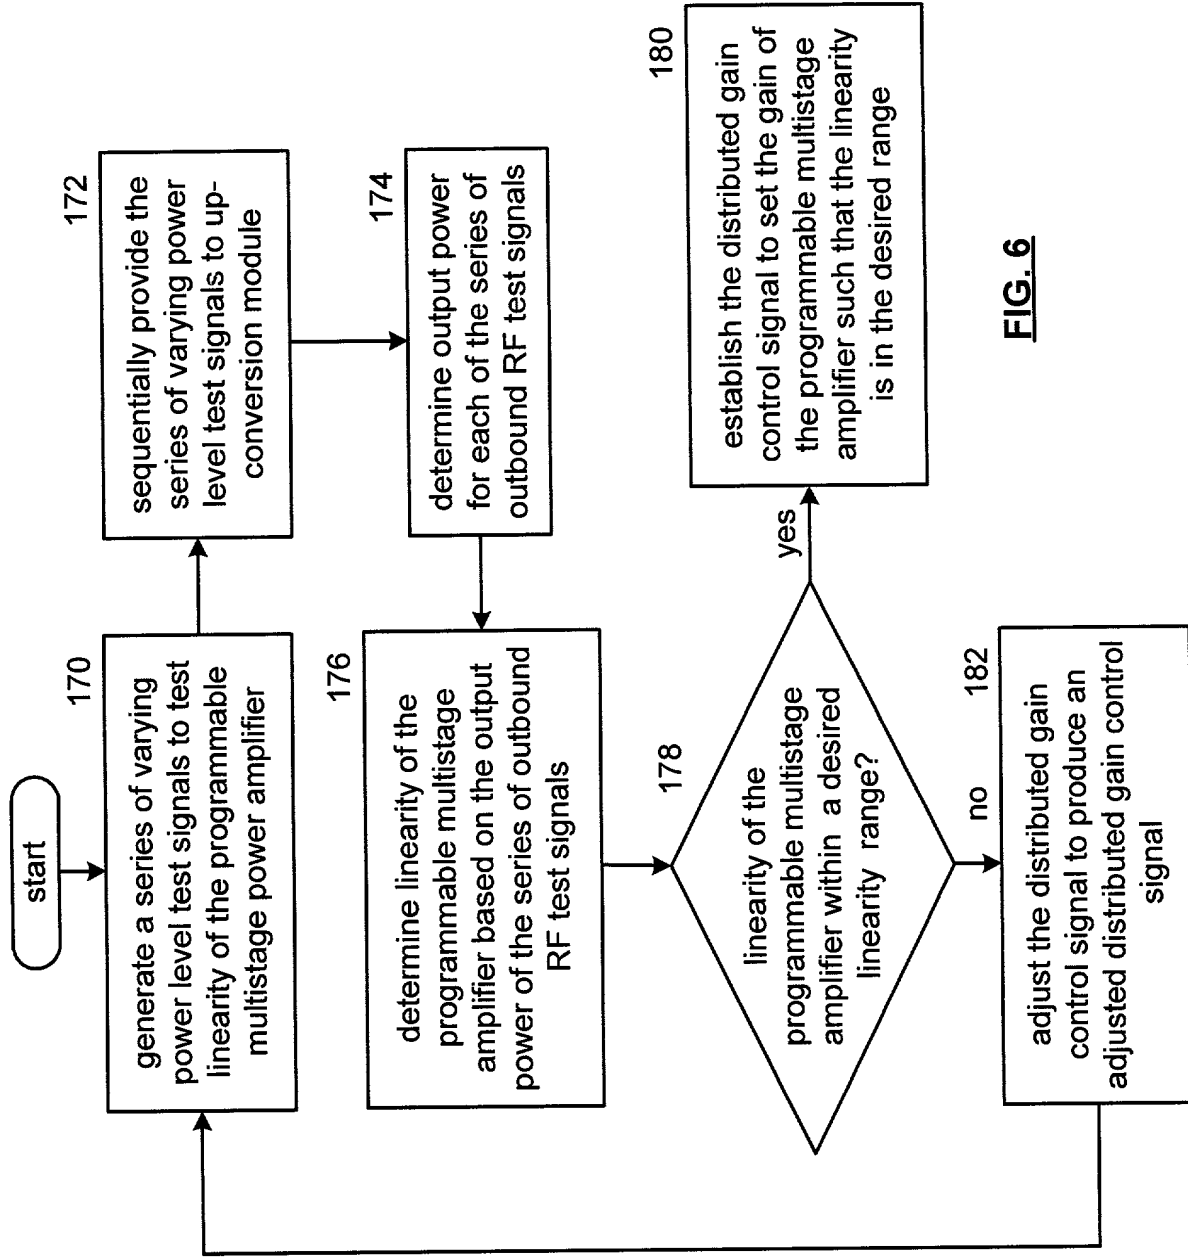 start
170
generate a series of varying
power level test signals to test
linearity of the programmable
multistage power amplifier
172
sequentially provide the
series of varying power
level test signals to up-
conversion module
174
determine output power
for each of the series of
outbound RF test signals
176
determine linearity of the
programmable multistage
amplifier based on the output
power of the series of outbound
RF test signals
178
linearity of the
programmable multistage
amplifier within a desired
linearity range?
yes
180
establish the distributed gain
control signal to set the gain of
the programmable multistage
amplifier such that the linearity
is in the desired range
no
182
adjust the distributed gain
control signal to produce an
adjusted distributed gain control
signal
FIG. 6